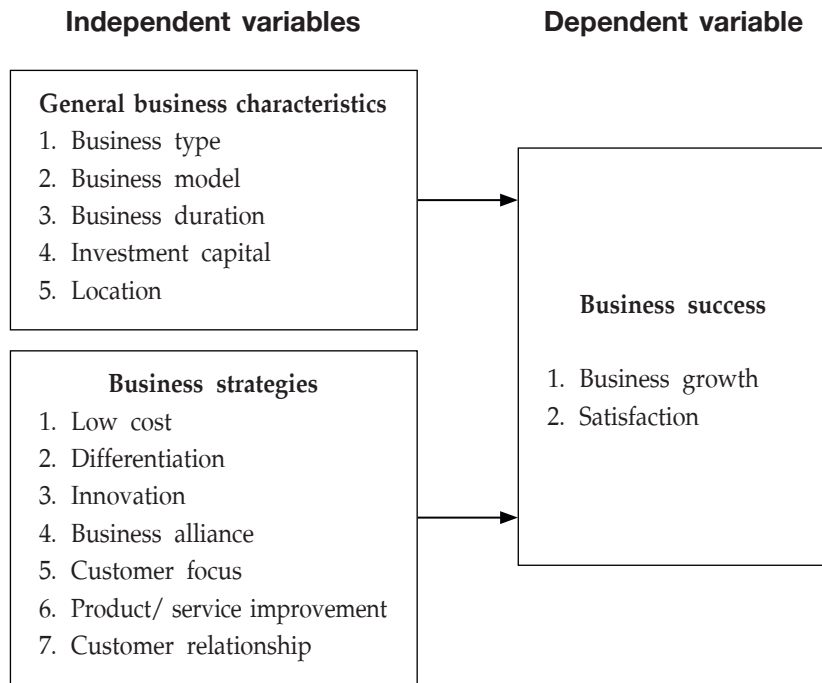 Independent variables
Dependent variable
General business characteristics
1. Business type
2. Business model
3. Business duration
4. Investment capital
5. Location
Business strategies
1. Low cost
2. Differentiation
3. Innovation
4. Business alliance
5. Customer focus
6. Product/ service improvement
7. Customer relationship
Business success
1. Business growth
2. Satisfaction